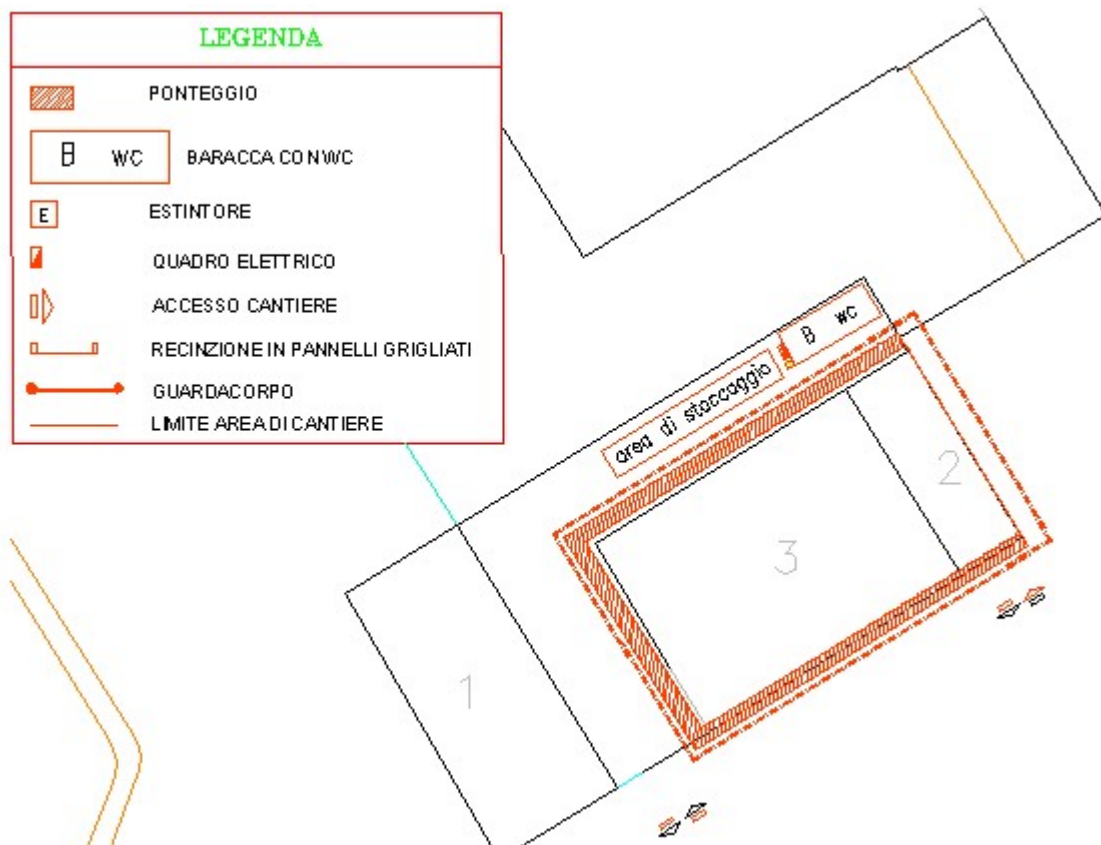 LEGENDA
PONTEGGIO
B WC
BARACCA CON WC
E
ESTINTORE
QUADRO ELETTRICO
ACCESSO CANTIERE
RECINZIONE IN PANNELLI GRIGLIATI
GUARDACORPO
LIMITE AREA DI CANTIERE
B WC
area di stoccaggio
2
3
1